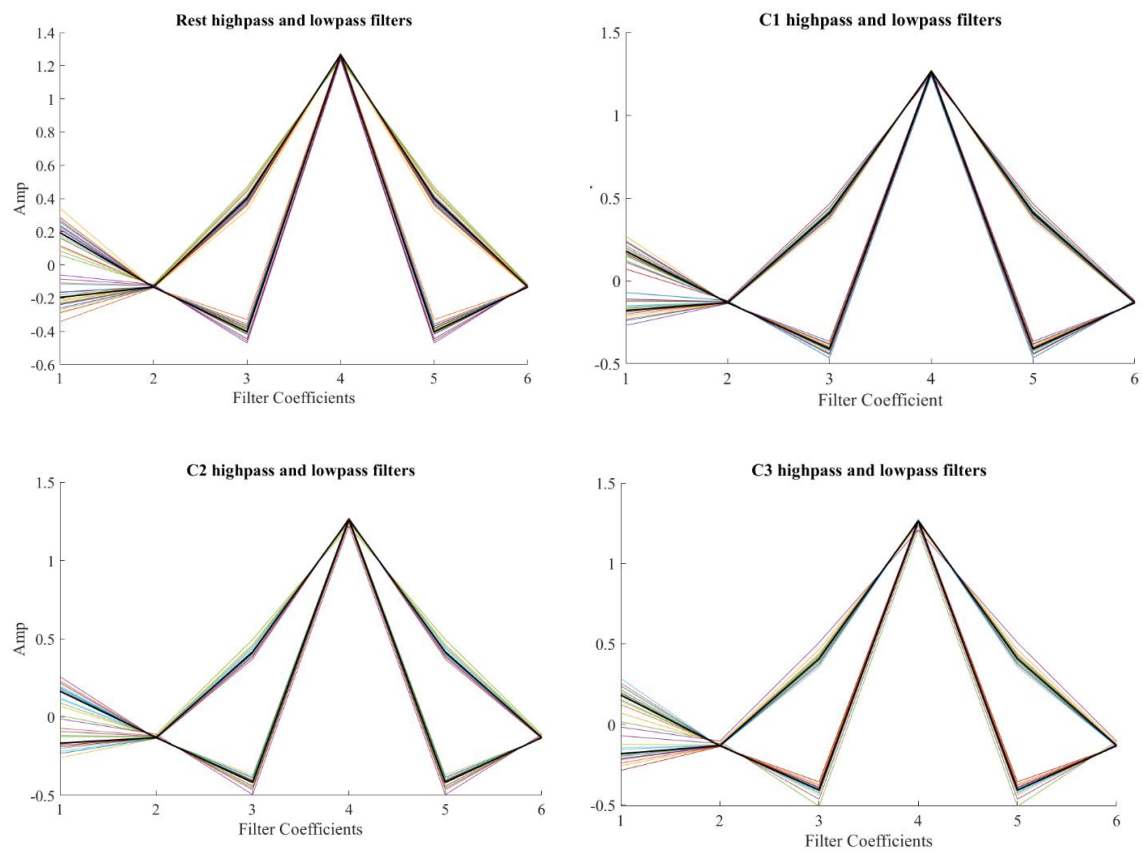 Rest highpass and lowpass filters
1.4
1.2
1
0.8
0.6
0.4
0.2
0
-0.2
-0.4
-0.6
Amp
1 2 3 4 5 6
Filter Coefficients
C1 highpass and lowpass filters
1.5
1
0.5
0
-0.5
1 2 3 4 5 6
Filter Coefficient
C2 highpass and lowpass filters
1.5
1
0.5
0
-0.5
Amp
1 2 3 4 5 6
Filter Coefficients
C3 highpass and lowpass filters
1.5
1
0.5
0
-0.5
1 2 3 4 5 6
Filter Coefficients